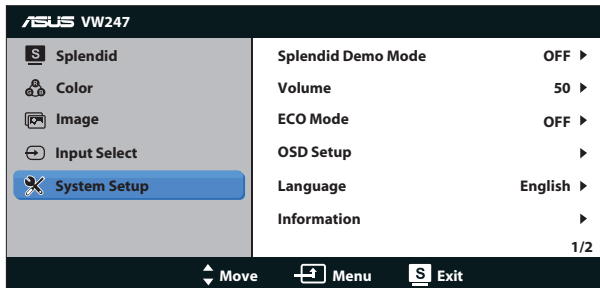 ASUS VW247
S Splendid
Color
Image
Input Select
System Setup
Splendid Demo Mode OFF
Volume 50
ECO Mode OFF
OSD Setup
Language English
Information
1/2
Move Menu S Exit